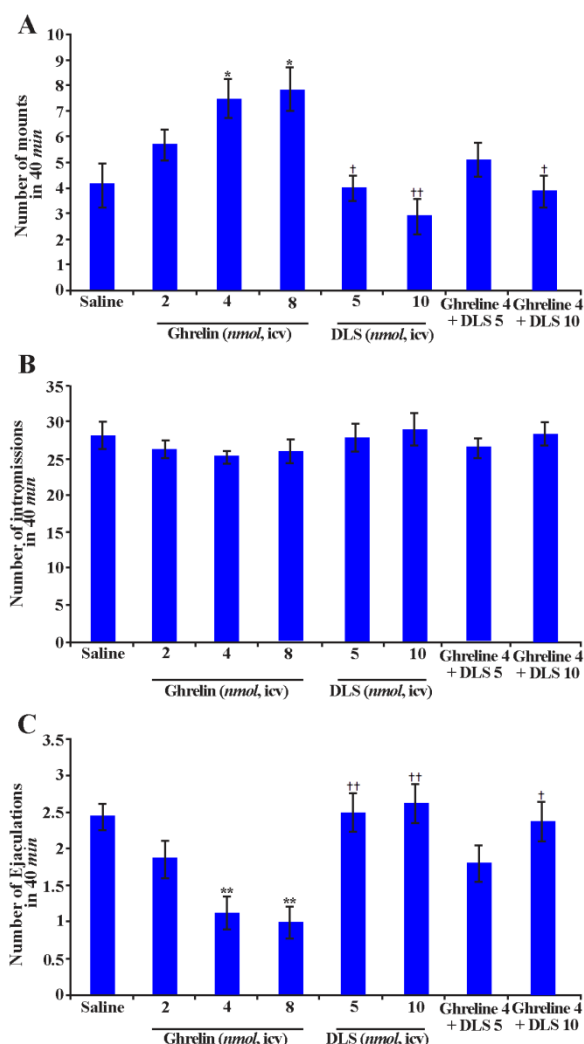 A
Number of mounts
in 40 min
10
9
8
7
6
5
4
3
2
1
0
*
*
†
††
†
Saline
2
4
8
5
10
Ghreline 4
+ DLS 5
Ghreline 4
+ DLS 10
Ghrelin (nmol, icv)
DLS (nmol, icv)
B
Number of intromissions
in 40 min
35
30
25
20
15
10
5
0
Saline
2
4
8
5
10
Ghreline 4
+ DLS 5
Ghreline 4
+ DLS 10
Ghrelin (nmol, icv)
DLS (nmol, icv)
C
Number of Ejaculations
in 40 min
3.5
3
2.5
2
1.5
1
0.5
0
**
**
††
††
†
Saline
2
4
8
5
10
Ghreline 4
+ DLS 5
Ghreline 4
+ DLS 10
Ghrelin (nmol, icv)
DLS (nmol, icv)